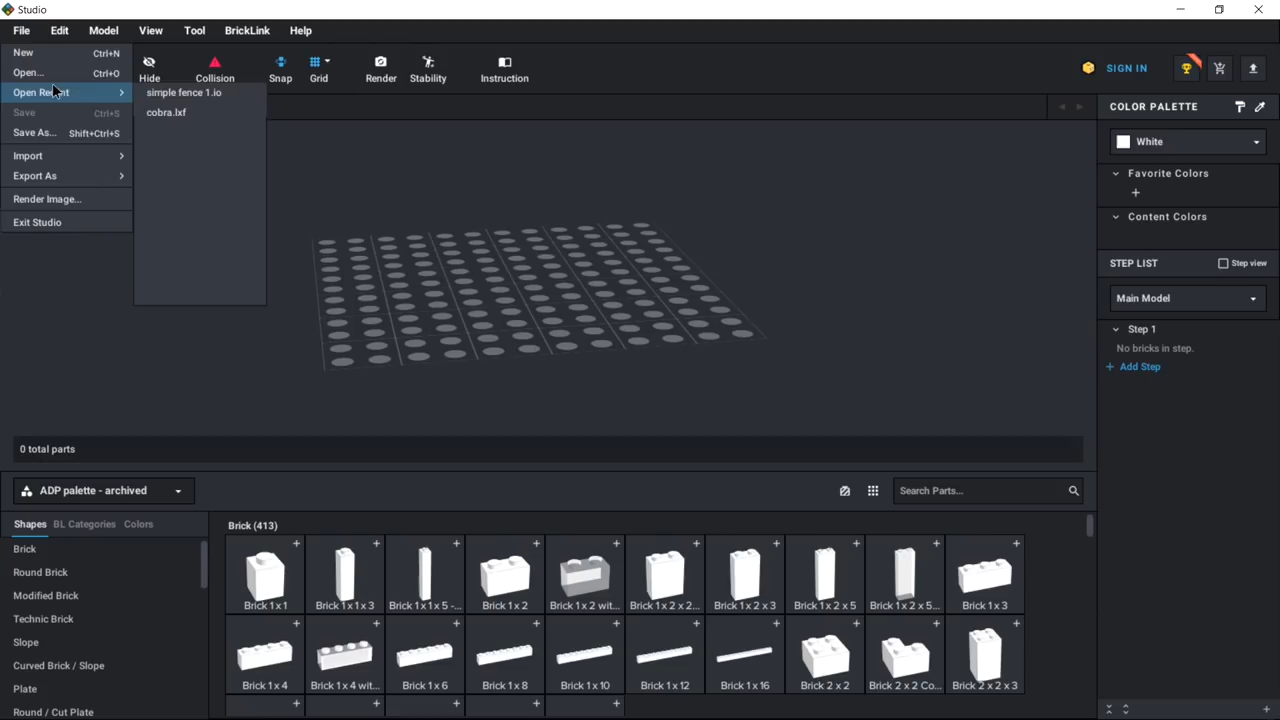 Studio
File Edit Model View Tool BrickLink Help
New Ctrl+N
Open... Ctrl+O
Open Recent
Save Ctrl+S
Save As... Shift+Ctrl+S
Import
Export As
Render Image...
Exit Studio
simple fence 1.io
cobra.lxf
Hide Collision Snap Grid Render Stability Instruction
SIGN IN
COLOR PALETTE
White
Favorite Colors
+
Content Colors
STEP LIST Step view
Main Model
Step 1
No bricks in step.
+ Add Step
0 total parts
ADP palette - archived Search Parts...
Shapes BL Categories Colors
Brick
Round Brick
Modified Brick
Technic Brick
Slope
Curved Brick / Slope
Plate
Round / Cut Plate
Brick (413)
Brick 1 x 1 Brick 1 x 1 x 3 Brick 1 x 1 x 5 -... Brick 1 x 2 Brick 1 x 2 wit... Brick 1 x 2 x 2... Brick 1 x 2 x 3 Brick 1 x 2 x 5 Brick 1 x 2 x 5... Brick 1 x 3
Brick 1 x 4 Brick 1 x 4 wit... Brick 1 x 6 Brick 1 x 8 Brick 1 x 10 Brick 1 x 12 Brick 1 x 16 Brick 2 x 2 Brick 2 x 2 Co... Brick 2 x 2 x 3